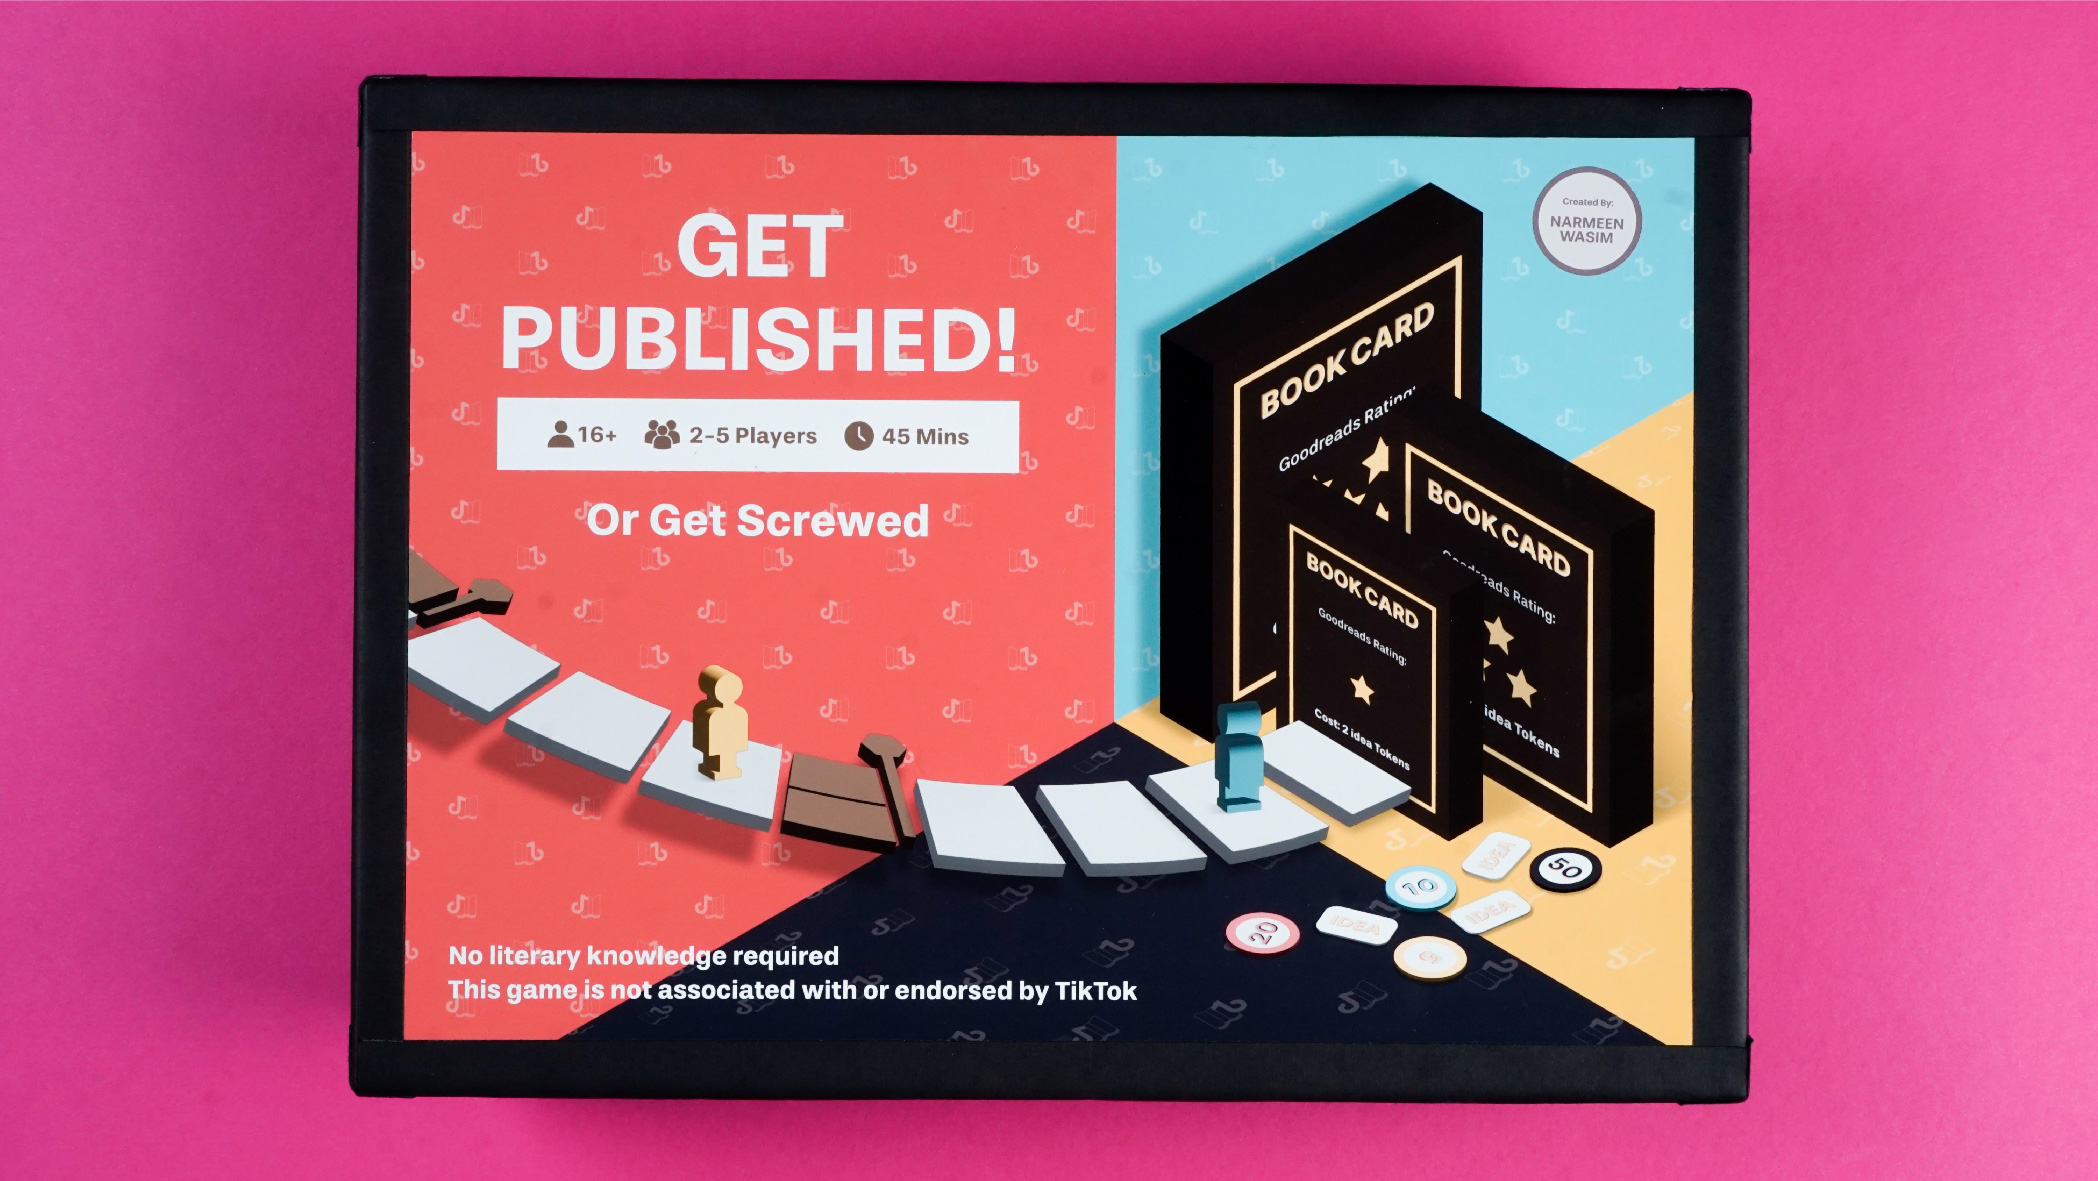 GET
PUBLISHED!
16+ 2-5 Players 45 Mins
Or Get Screwed
No literary knowledge required
This game is not associated with or endorsed by TikTok
Created By:
NARMEEN
WASIM
BOOK CARD
Goodreads Rating:
BOOK CARD
Rating:
idea Tokens
BOOK CARD
Goodreads Rating:
Cost: 2 idea Tokens
IDEA
50
10
IDEA
20
IDEA
5